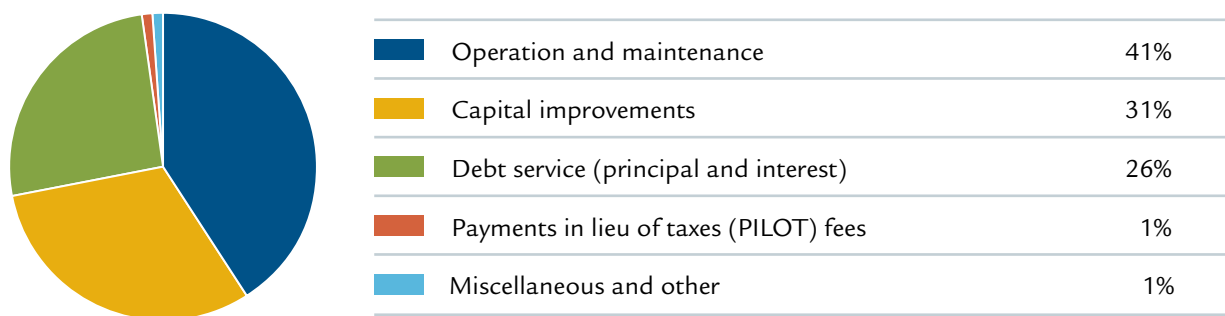 Operation and maintenance 41%
Capital improvements 31%
Debt service (principal and interest) 26%
Payments in lieu of taxes (PILOT) fees 1%
Miscellaneous and other 1%